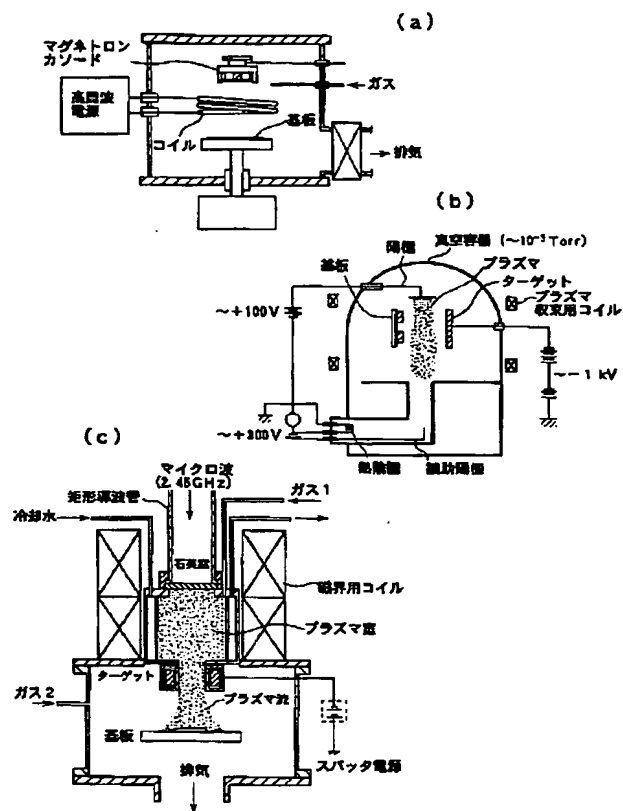 (a)
マグネトロン
カソード
ガス
高周波
電源
コイル
基板
排気
(b)
真空容器 (~10⁻³Torr)
陽極
プラズマ
基板
ターゲット
プラズマ
収束用コイル
~+100V
~-1 kV
~+300V
熱陰極
補助陽極
(c)
マイクロ波
(2.45GHz)
ガス1
矩形導波管
冷却水
石英窓
磁界用コイル
プラズマ室
ターゲット
ガス2
プラズマ流
基板
スパッタ電源
排気